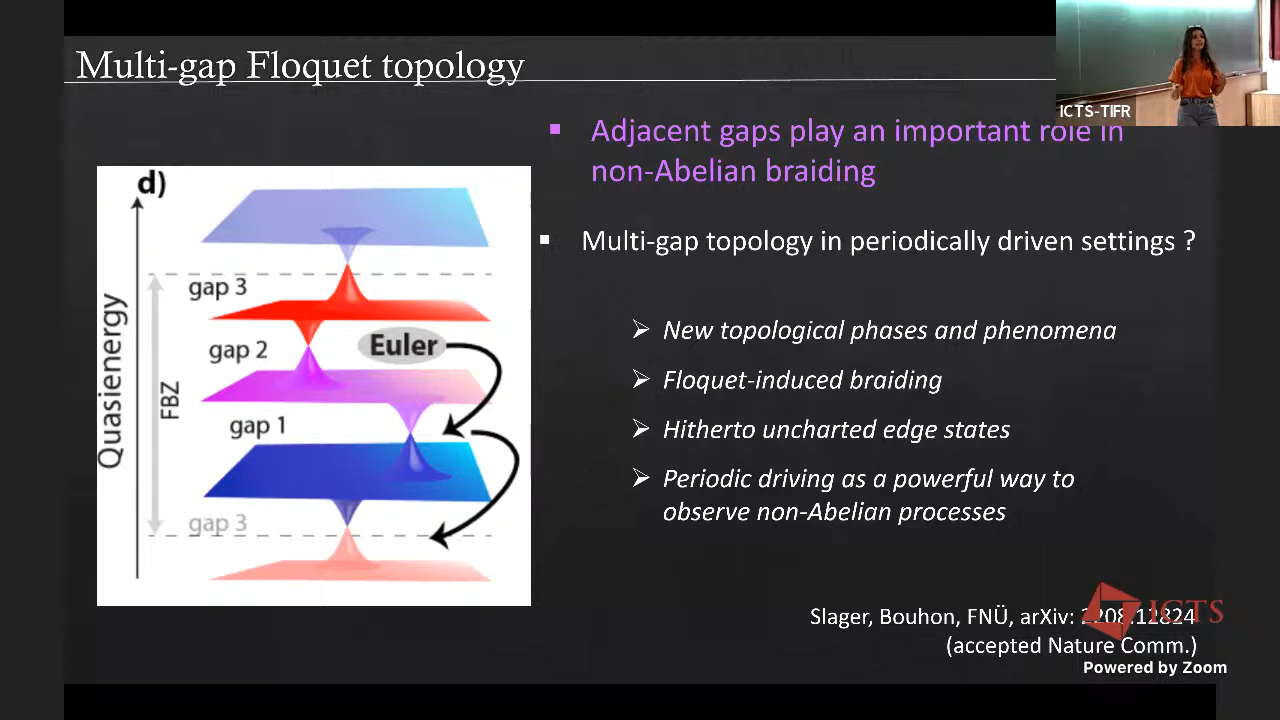 Multi-gap Floquet topology
ICTS-TIFR
Adjacent gaps play an important role in
non-Abelian braiding
d)
Multi-gap topology in periodically driven settings ?
gap 3
Quasienergy
FBZ
gap 2
Euler
gap 1
gap 3
New topological phases and phenomena
Floquet-induced braiding
Hitherto uncharted edge states
Periodic driving as a powerful way to
observe non-Abelian processes
Slager, Bouhon, FNÜ, arXiv: 2208.12824
(accepted Nature Comm.)
ICTS
Powered by Zoom